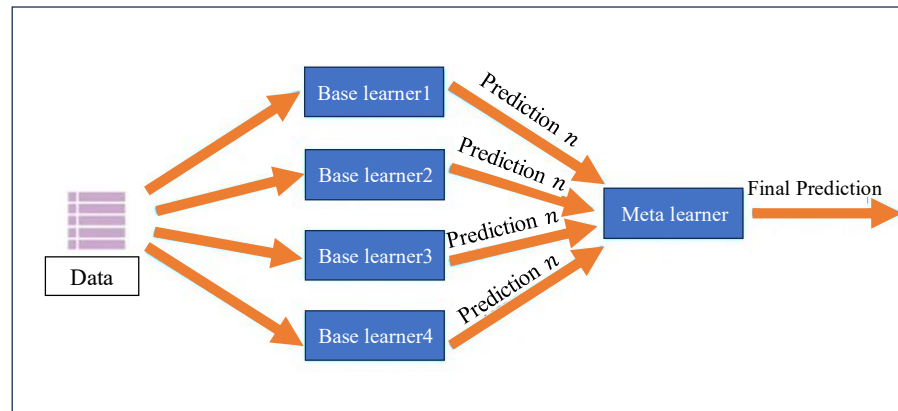 Data
Base learner1
Base learner2
Base learner3
Base learner4
Prediction n
Prediction n
Prediction n
Prediction n
Meta learner
Final Prediction